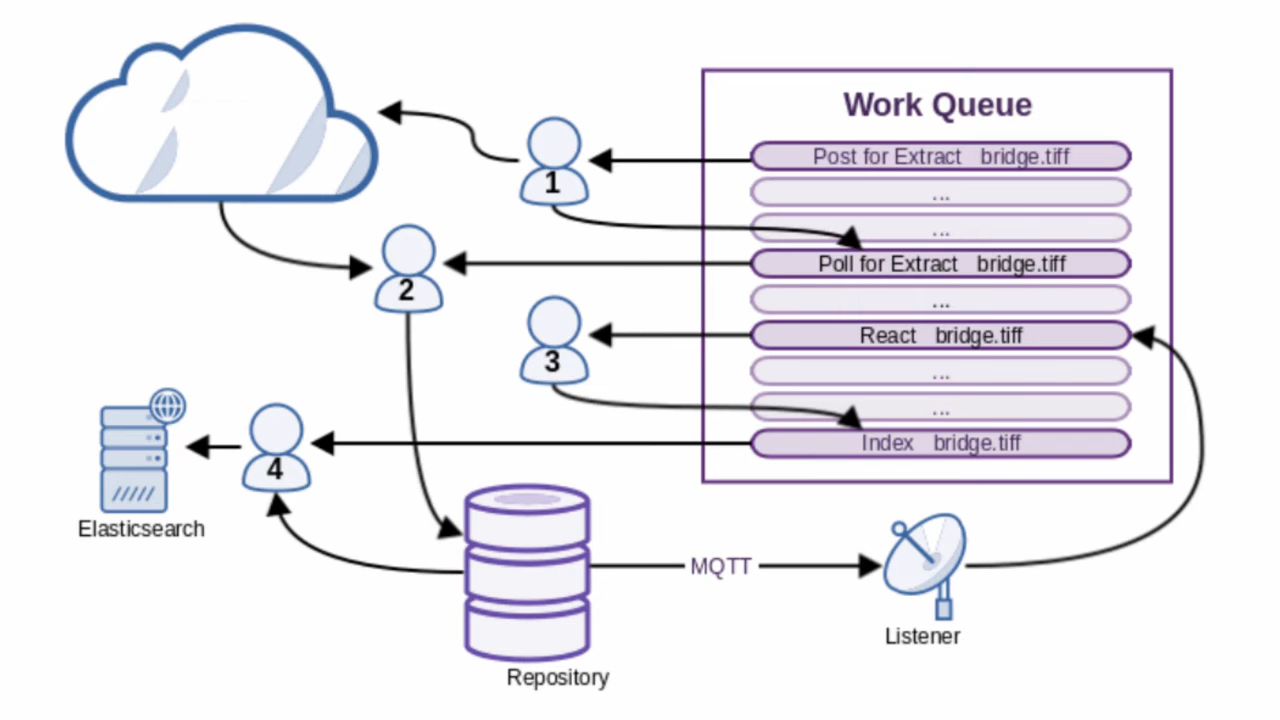 Work Queue
Post for Extract bridge.tiff
1
...
...
Poll for Extract bridge.tiff
2
...
React bridge.tiff
3
...
...
Index bridge.tiff
4
Elasticsearch
MQTT
Listener
Repository